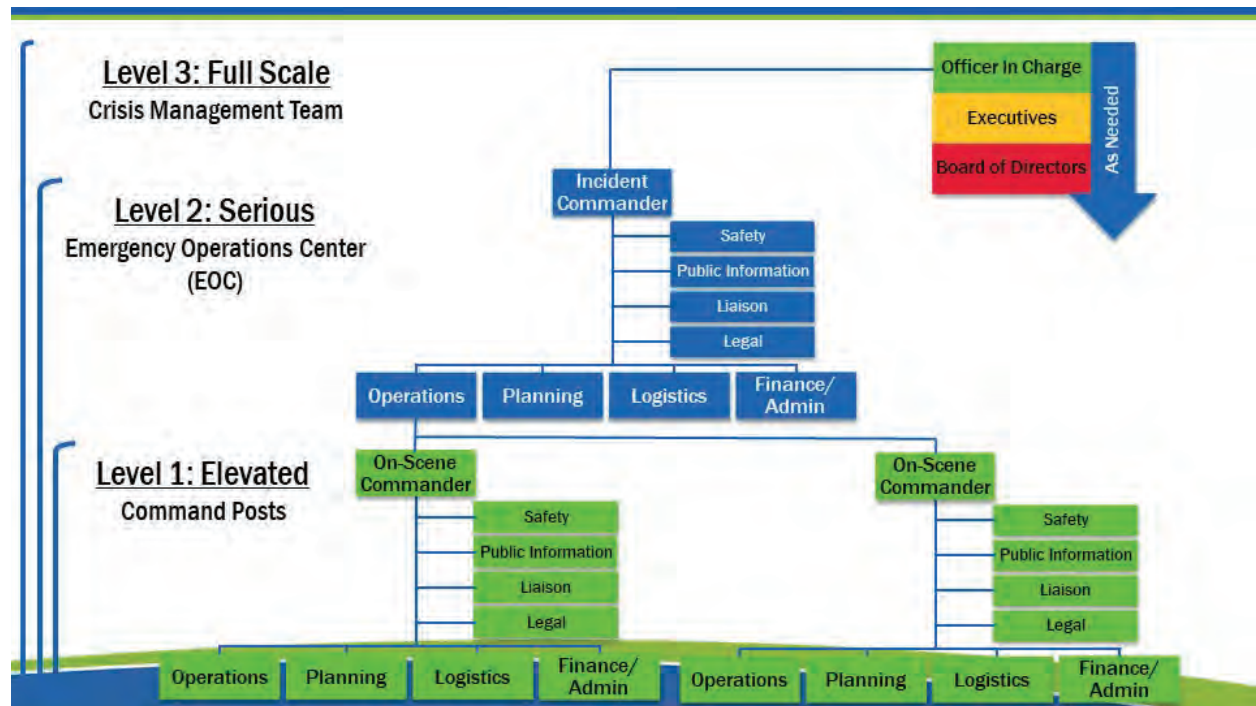 Level 3: Full Scale
Crisis Management Team
Officer In Charge
Executives
Board of Directors
As Needed
Level 2: Serious
Emergency Operations Center
(EOC)
Incident
Commander
Safety
Public Information
Liaison
Legal
Operations
Planning
Logistics
Finance/
Admin
Level 1: Elevated
Command Posts
On-Scene
Commander
Safety
Public Information
Liaison
Legal
Operations
Planning
Logistics
Finance/
Admin
On-Scene
Commander
Safety
Public Information
Liaison
Legal
Operations
Planning
Logistics
Finance/
Admin